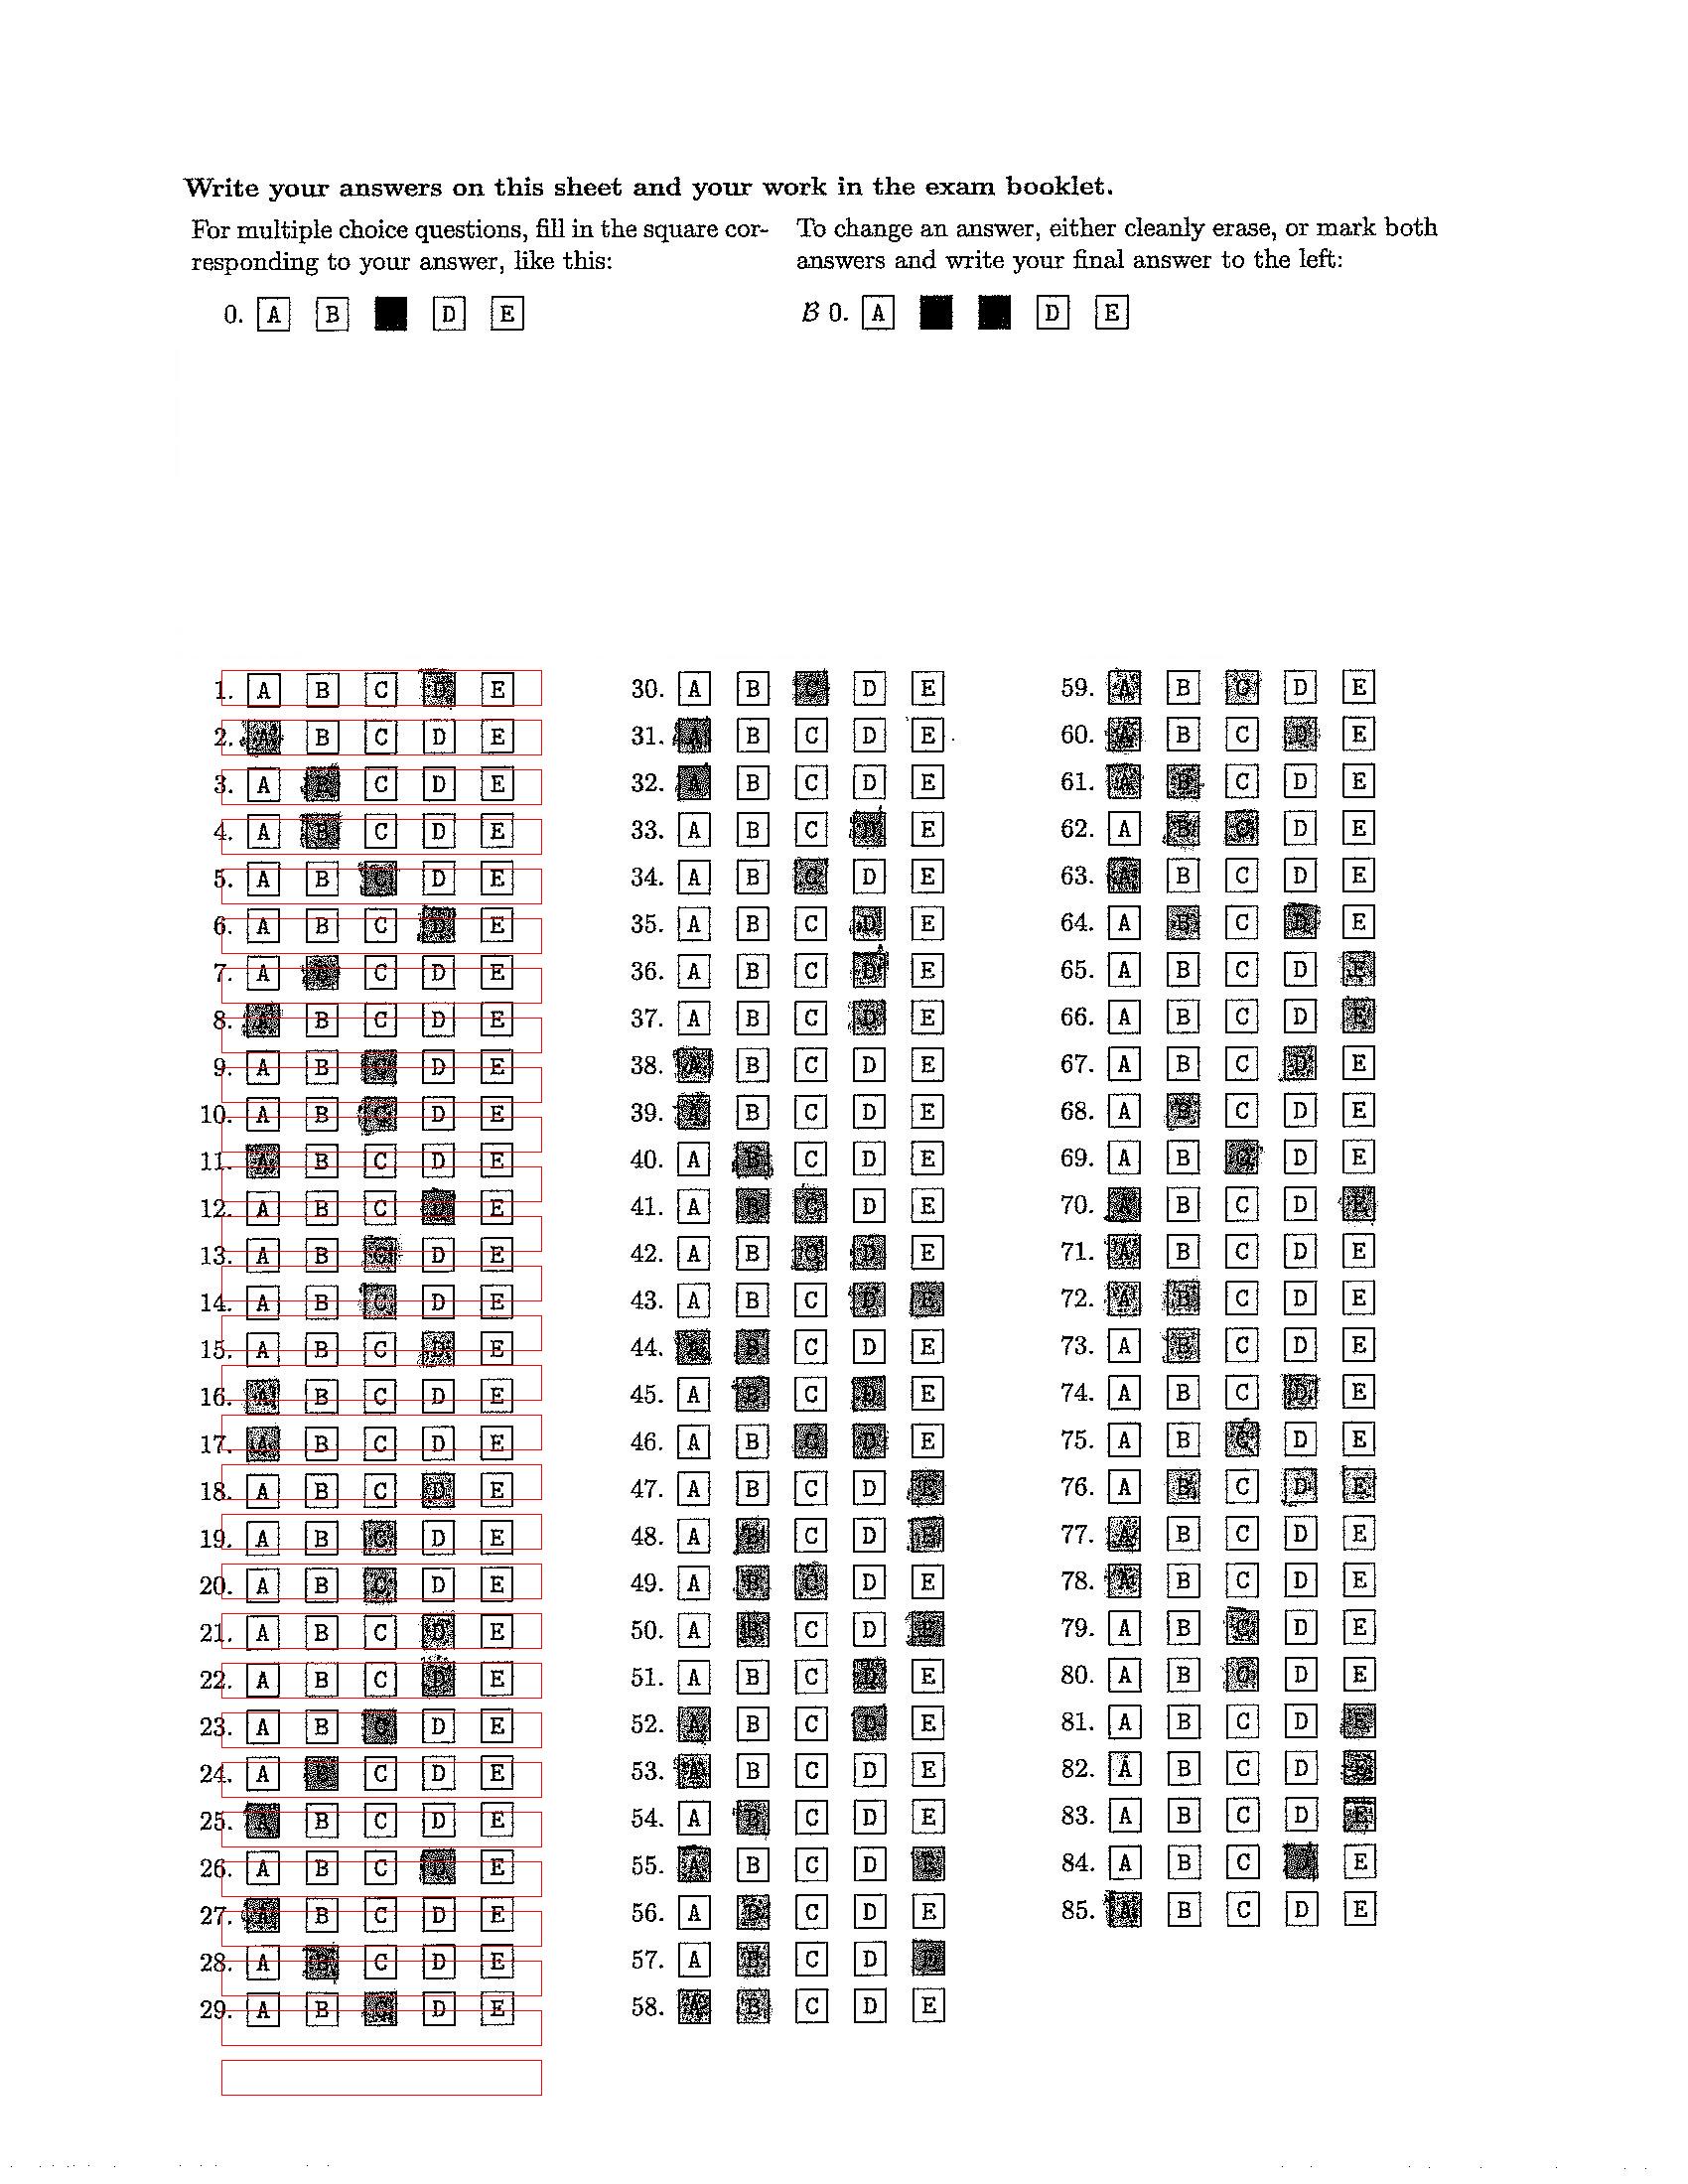 Write your answers on this sheet and your work in the exam booklet.
For multiple choice questions, fill in the square cor-
responding to your answer, like this:
To change an answer, either cleanly erase, or mark both
answers and write your final answer to the left:
0. A B D E
B 0. A D E
1. A B C D E
2. A B C D E
3. A B C D E
4. A B C D E
5. A B C D E
6. A B C D E
7. A B C D E
8. A B C D E
9. A B C D E
10. A B C D E
11. A B C D E
12. A B C D E
13. A B C D E
14. A B C D E
15. A B C D E
16. A B C D E
17. A B C D E
18. A B C D E
19. A B C D E
20. A B C D E
21. A B C D E
22. A B C D E
23. A B C D E
24. A B C D E
25. A B C D E
26. A B C D E
27. A B C D E
28. A B C D E
29. A B C D E
30. A B C D E
31. A B C D E
32. A B C D E
33. A B C D E
34. A B C D E
35. A B C D E
36. A B C D E
37. A B C D E
38. A B C D E
39. A B C D E
40. A B C D E
41. A B C D E
42. A B C D E
43. A B C D E
44. A B C D E
45. A B C D E
46. A B C D E
47. A B C D E
48. A B C D E
49. A B C D E
50. A B C D E
51. A B C D E
52. A B C D E
53. A B C D E
54. A B C D E
55. A B C D E
56. A B C D E
57. A B C D E
58. A B C D E
59. A B C D E
60. A B C D E
61. A B C D E
62. A B C D E
63. A B C D E
64. A B C D E
65. A B C D E
66. A B C D E
67. A B C D E
68. A B C D E
69. A B C D E
70. A B C D E
71. A B C D E
72. A B C D E
73. A B C D E
74. A B C D E
75. A B C D E
76. A B C D E
77. A B C D E
78. A B C D E
79. A B C D E
80. A B C D E
81. A B C D E
82. A B C D E
83. A B C D E
84. A B C D E
85. A B C D E